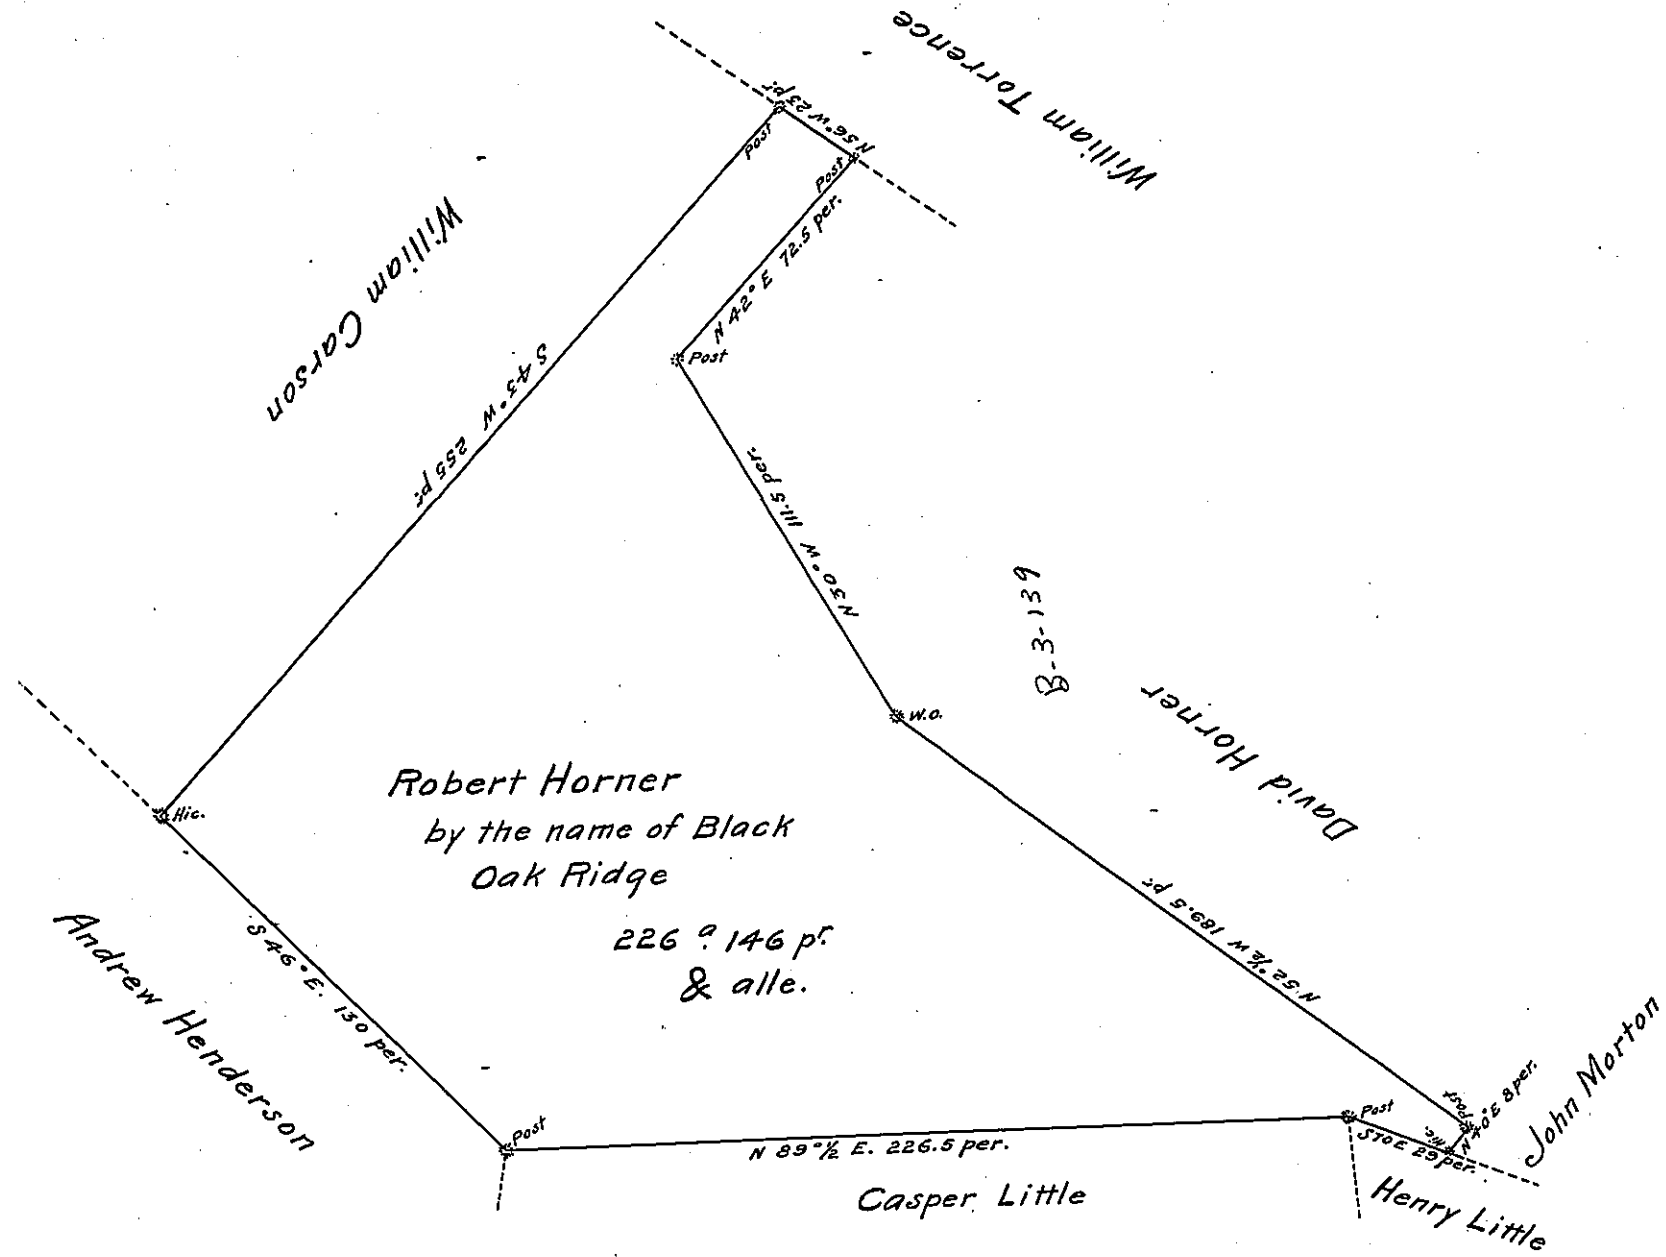 William Torrence
N 56° W 23 pr.
Post
Post
William Carson
N 42° E 72.5 per.
Post
S 43° W 255 pr.
N 30° W 111.5 per.
B-3-139
W.O.
David Horner
Hic.
Robert Horner
by the name of Black
Oak Ridge
226 a. 146 pr.
& alle.
N 52°½ W 189.5 pr.
Andrew Henderson
S 46° E. 130 per.
John Morton
N 40° E 8 per.
Post
Hic.
Post
Post
S 70 E 29 per.
N 89°½ E. 226.5 per.
Casper Little
Henry Little